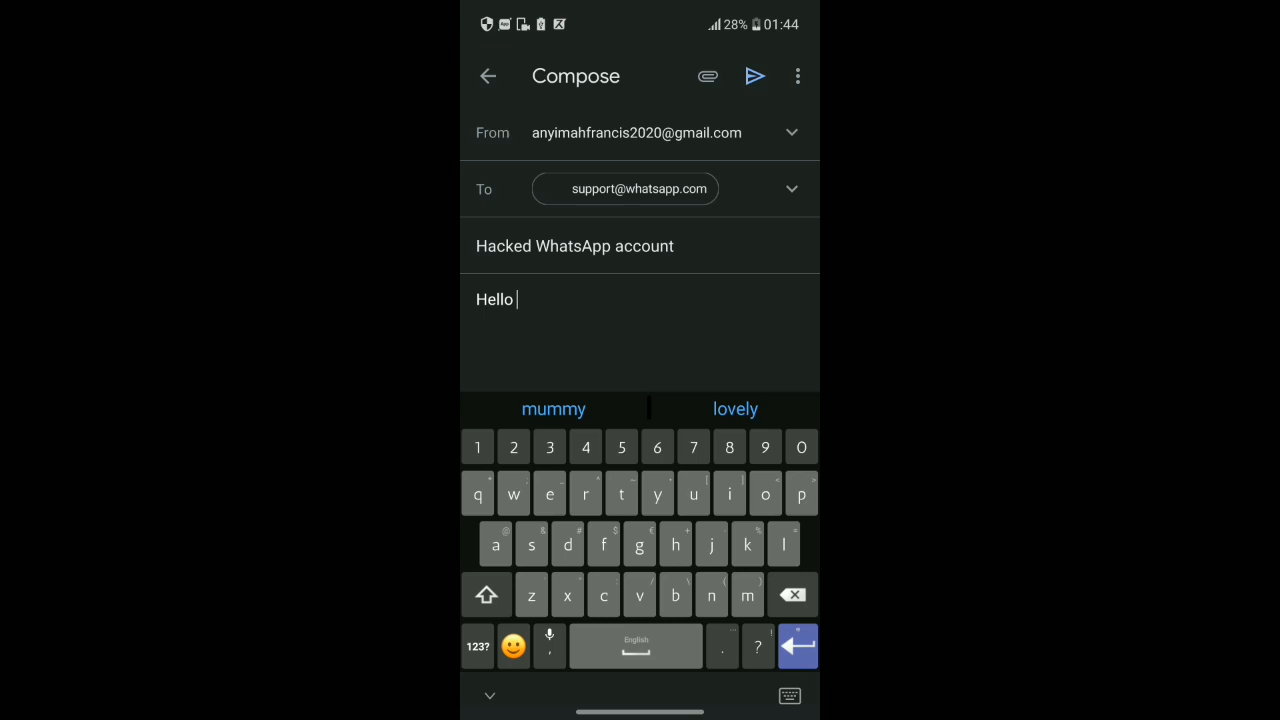 28% 01:44
Compose
From anyimahfrancis2020@gmail.com
To support@whatsapp.com
Hacked WhatsApp account
Hello
mummy lovely
1 2 3 4 5 6 7 8 9 0
q w e r t y u i o p
a s d f g h j k l
z x c v b n m
123? , English . ?